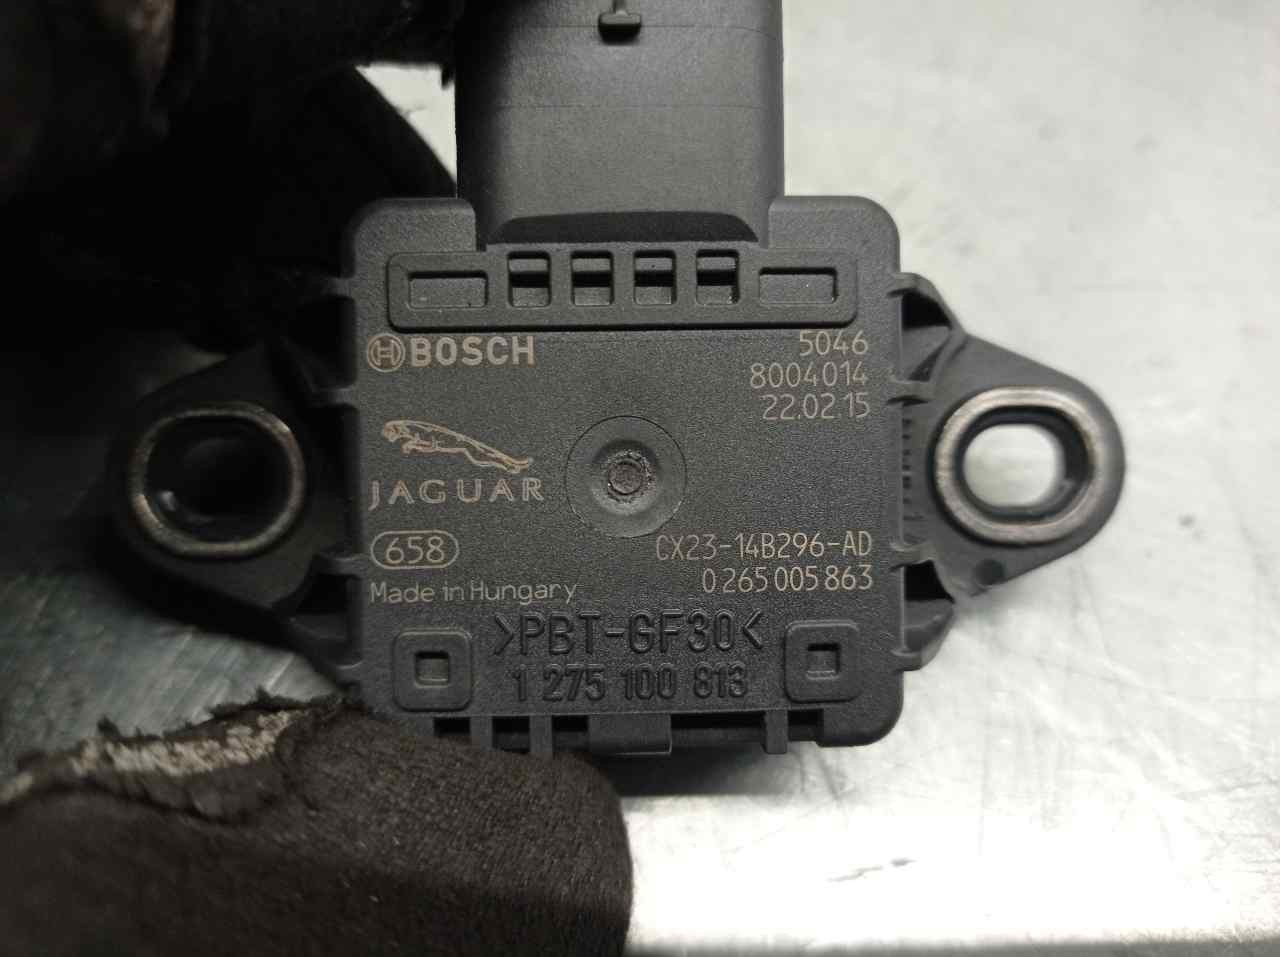 BOSCH
5046
8004014
22.02.15
JAGUAR
658
CX23-14B296-AD
0 265 005 863
Made in Hungary
>PBT-GF30<
1 275 100 813